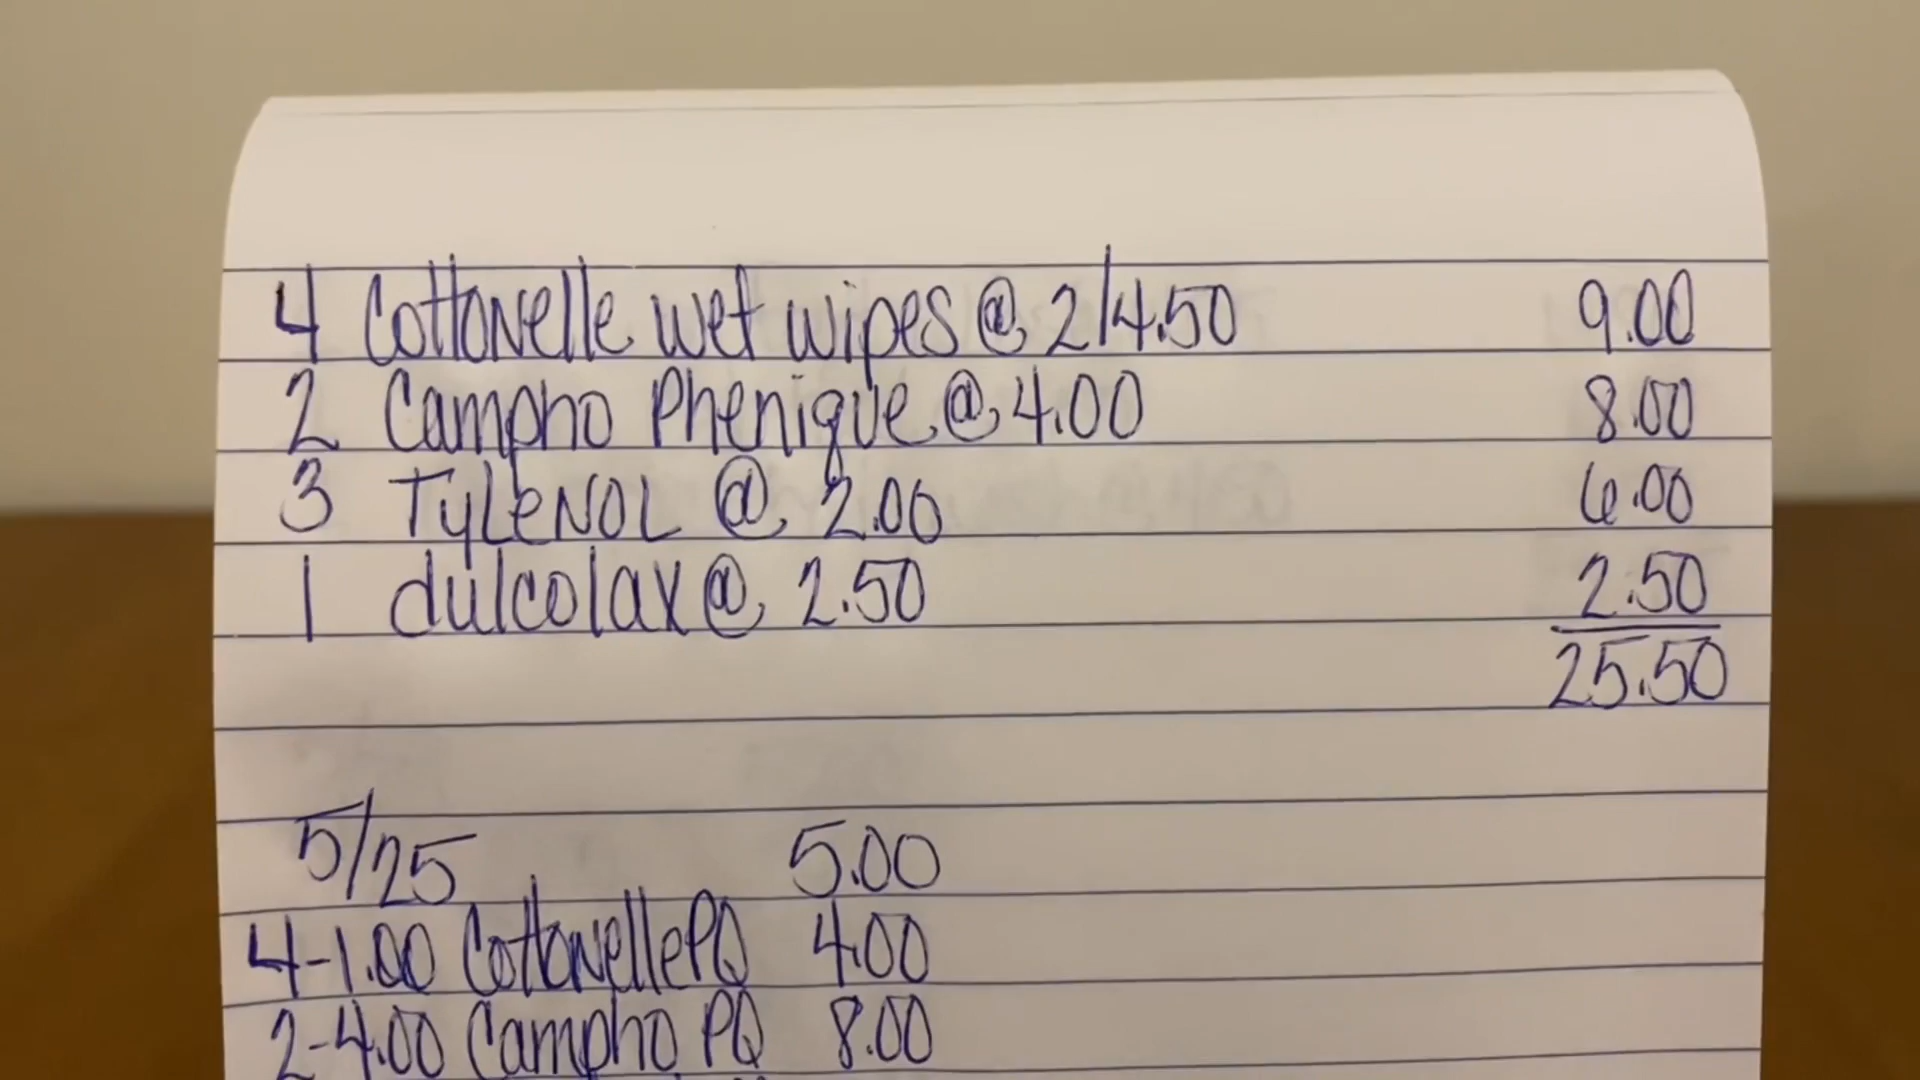 4 Cottonelle wet wipes @ 2/4.50 9.00
2 Campho Phenique @ 4.00 8.00
3 TYLENOL @ 2.00 6.00
1 dulcolax @ 2.50 2.50
25.50
5/25 5.00
4-1.00 Cottonelle PQ 4.00
2-4.00 Campho PQ 8.00